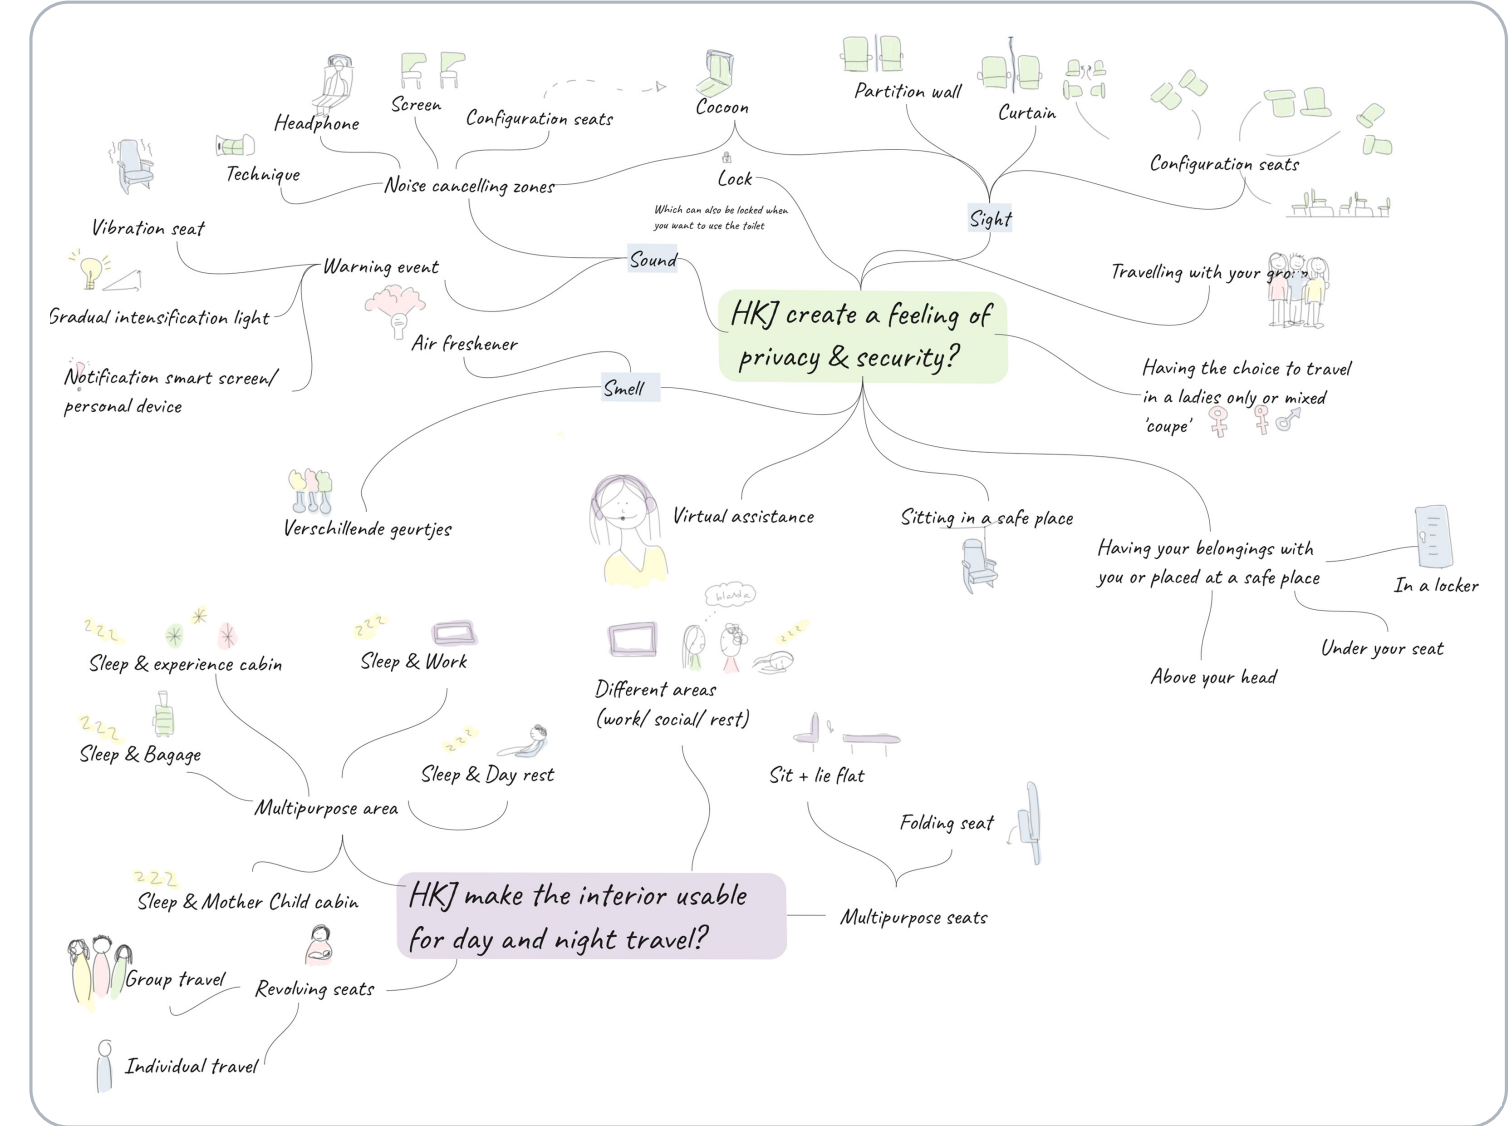 Headphone
Screen
Configuration seats
Cocoon
Partition wall
Curtain
Configuration seats
Technique
Noise cancelling zones
Lock
Which can also be locked when
you want to use the toilet
Sight
Vibration seat
Warning event
Sound
Travelling with your group
Gradual intensification light
HKJ create a feeling of
privacy & security?
Air freshener
Notification smart screen/
personal device
Smell
Having the choice to travel
in a ladies only or mixed
'coupe'
Verschillende geurtjes
Virtual assistance
Sitting in a safe place
Having your belongings with
you or placed at a safe place
In a locker
Under your seat
Above your head
zzz
Sleep & experience cabin
zzz
Sleep & Work
zzz
Different areas
(work/ social/ rest)
zzz
Sleep & Bagage
zzz
Sleep & Day rest
Sit + lie flat
Multipurpose area
Folding seat
zzz
Sleep & Mother Child cabin
HKJ make the interior usable
for day and night travel?
Multipurpose seats
Group travel
Revolving seats
Individual travel